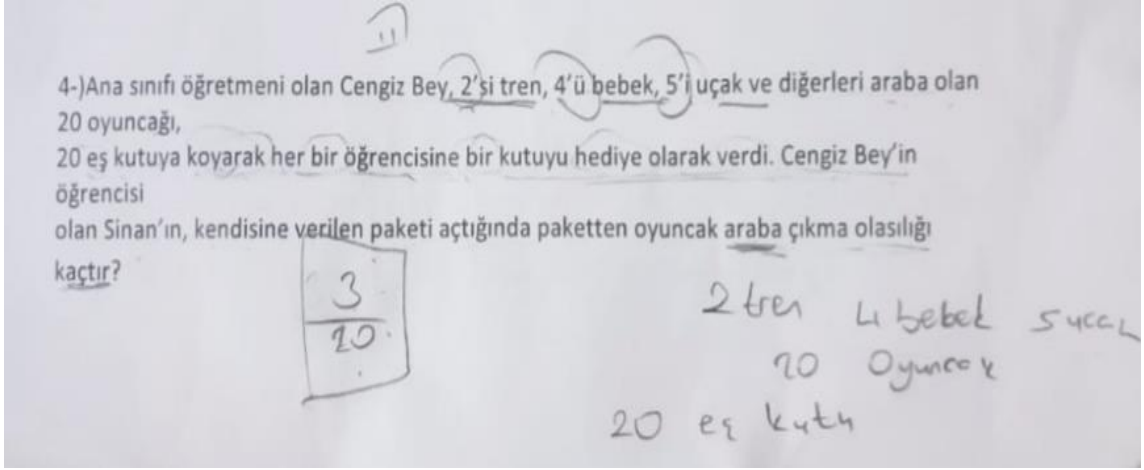 11
4-)Ana sınıfı öğretmeni olan Cengiz Bey, 2'si tren, 4'ü bebek, 5'i uçak ve diğerleri araba olan
20 oyuncağı,
20 eş kutuya koyarak her bir öğrencisine bir kutuyu hediye olarak verdi. Cengiz Bey'in
öğrencisi
olan Sinan'ın, kendisine verilen paketi açtığında paketten oyuncak araba çıkma olasılığı
kaçtır?
3
20
2 tren 4 bebek 5 uçak
20 Oyuncak
20 eş kutu